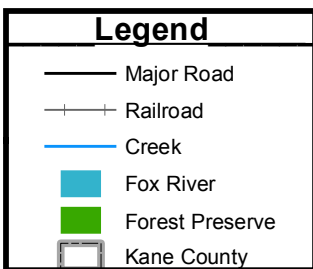 Legend
Major Road
Railroad
Creek
Fox River
Forest Preserve
Kane County